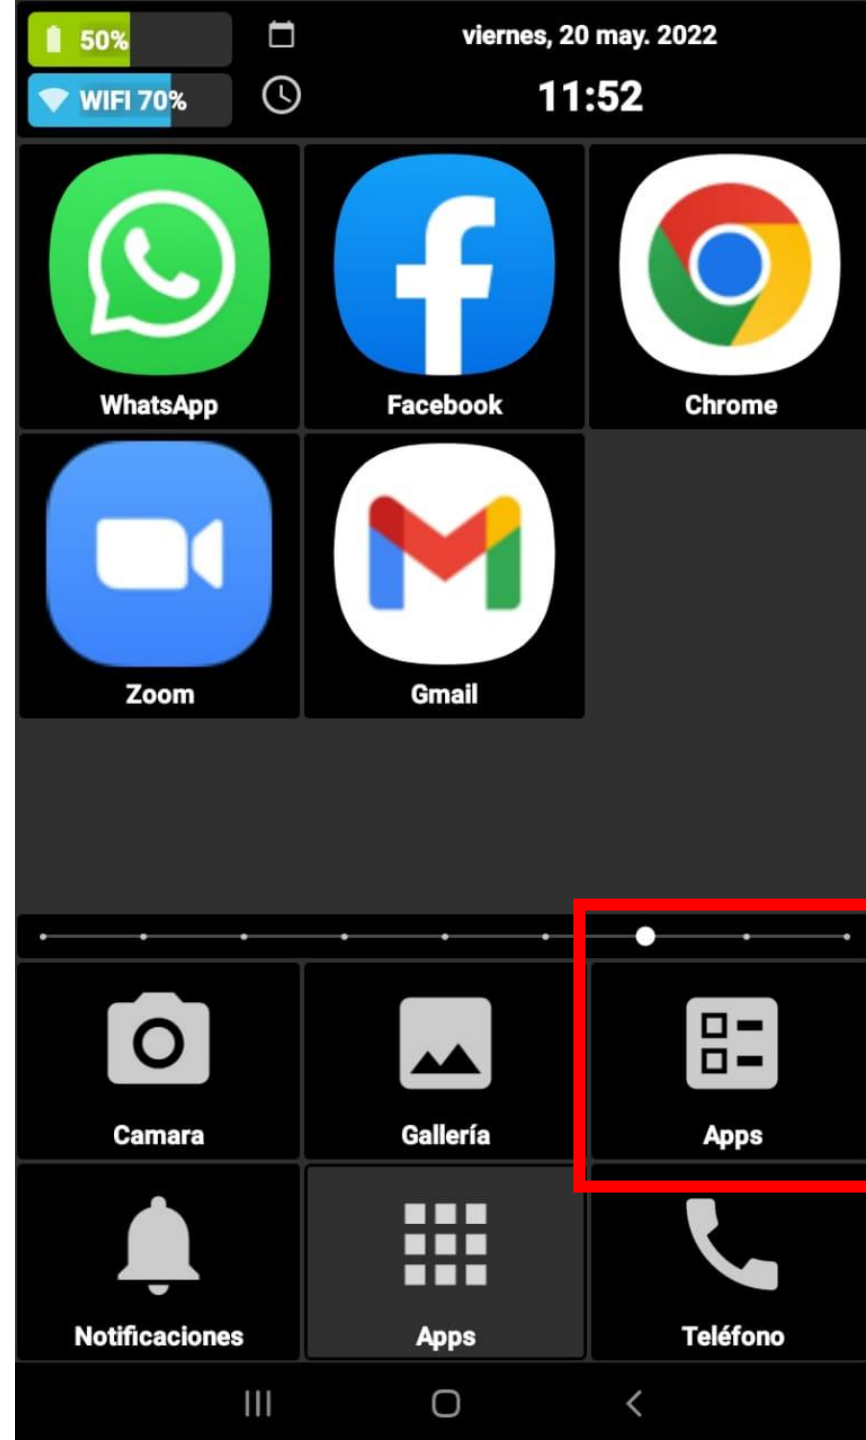 50%
viernes, 20 may. 2022
WIFI 70%
11:52
WhatsApp
Facebook
Chrome
Zoom
Gmail
Camara
Gallería
Apps
Notificaciones
Apps
Teléfono